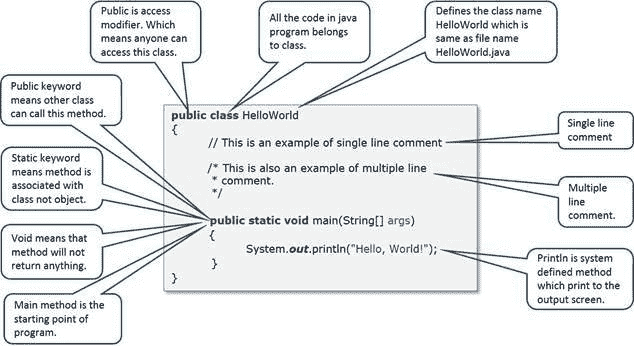 Public is access
modifier. Which
means anyone can
access this class.
All the code in java
program belongs
to class.
Defines the class name
HelloWorld which is
same as file name
HelloWorld.java
Public keyword
means other class
can call this method.
Static keyword
means method is
associated with
class not object.
Void means that
method will not
return anything.
Main method is the
starting point of
program.
public class HelloWorld
{
// This is an example of single line comment
/* This is also an example of multiple line
* comment.
*/
public static void main(String[] args)
{
System.out.println("Hello, World!");
}
}
Single line
comment
Multiple
line
comment.
Println is system
defined method
which print to the
output screen.